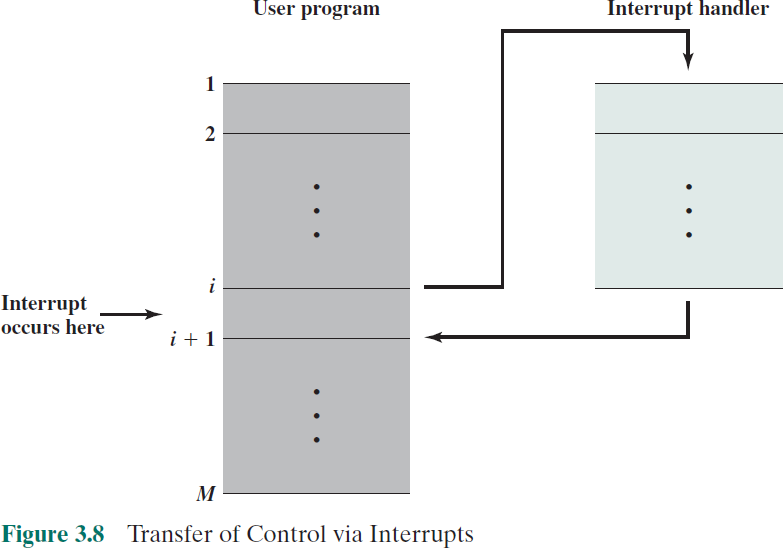 User program
Interrupt handler
1
2
i
Interrupt
occurs here
i + 1
M
Figure 3.8 Transfer of Control via Interrupts